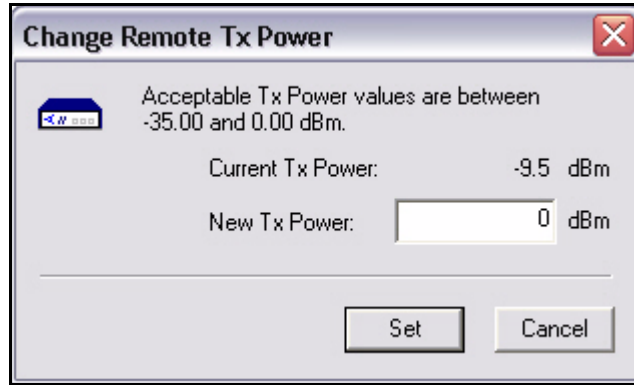 Change Remote Tx Power
Acceptable Tx Power values are between
-35.00 and 0.00 dBm.
Current Tx Power: -9.5 dBm
New Tx Power: 0 dBm
Set Cancel